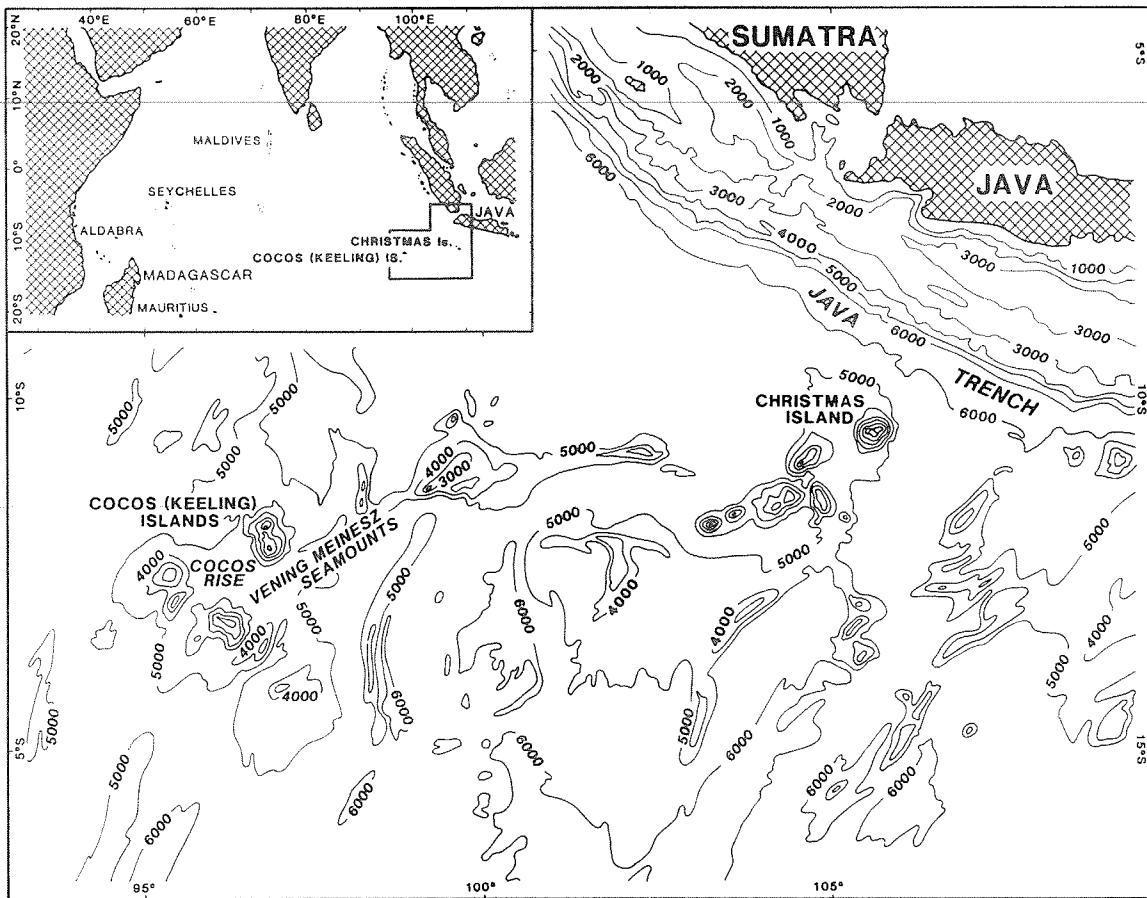 40°E
60°E
80°E
100°E
20°N
10°N
0°
10°S
20°S
MALDIVES
SEYCHELLES
ALDABRA
MADAGASCAR
MAURITIUS
JAVA
CHRISTMAS Is.
COCOS (KEELING) IS.
SUMATRA
JAVA
5°S
2000
1000
2000
1000
6000
3000
2000
4000
5000
3000
1000
3000
3000
6000
JAVA
TRENCH
6000
10°S
10°S
5000
5000
CHRISTMAS
ISLAND
5000
5000
4000
3000
COCOS (KEELING)
ISLANDS
COCOS
RISE
VENING MEINESZ
SEAMOUNTS
4000
5000
5000
5000
5000
5000
4000
4000
4000
5000
4000
6000
6000
5000
5000
5000
4000
5°S
15°S
5000
6000
6000
6000
6000
6000
95°
100°
105°